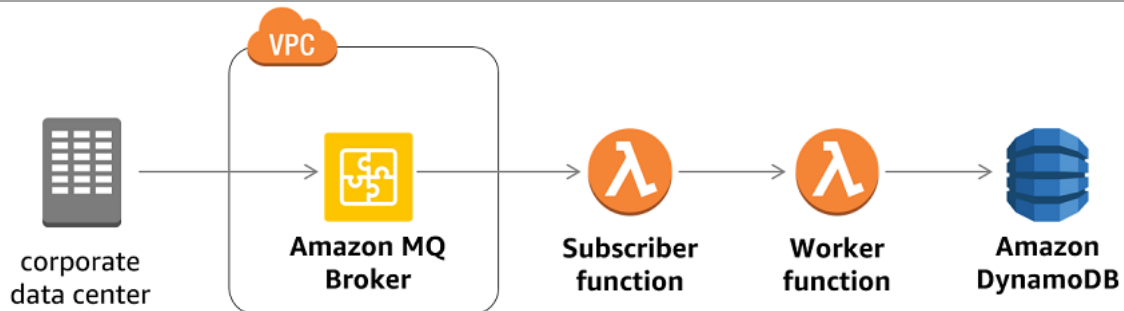 VPC
corporate
data center
Amazon MQ
Broker
Subscriber
function
Worker
function
Amazon
DynamoDB